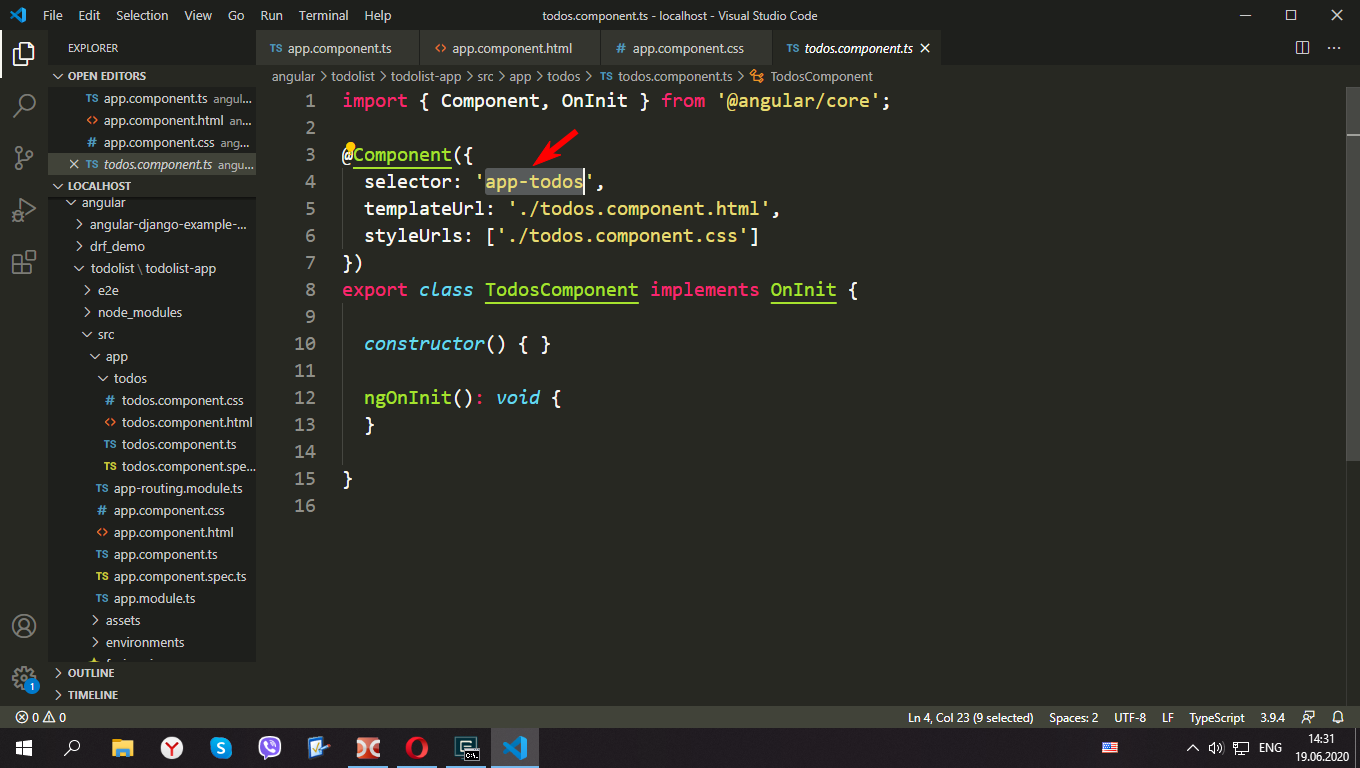 File Edit Selection View Go Run Terminal Help
todos.component.ts - localhost - Visual Studio Code
EXPLORER
OPEN EDITORS
TS app.component.ts angul...
<> app.component.html an...
# app.component.css ang...
TS todos.component.ts angu...
LOCALHOST
angular
angular-django-example-...
drf_demo
todolist \ todolist-app
e2e
node_modules
src
app
todos
# todos.component.css
<> todos.component.html
TS todos.component.ts
TS todos.component.spe...
TS app-routing.module.ts
# app.component.css
<> app.component.html
TS app.component.ts
TS app.component.spec.ts
TS app.module.ts
assets
environments
OUTLINE
TIMELINE
1
TS app.component.ts <> app.component.html # app.component.css TS todos.component.ts
angular > todolist > todolist-app > src > app > todos > TS todos.component.ts > TodosComponent
1 import { Component, OnInit } from '@angular/core';
2
3 @Component({
4 selector: 'app-todos',
5 templateUrl: './todos.component.html',
6 styleUrls: ['./todos.component.css']
7 })
8 export class TodosComponent implements OnInit {
9
10 constructor() { }
11
12 ngOnInit(): void {
13 }
14
15 }
16
0 0
Ln 4, Col 23 (9 selected) Spaces: 2 UTF-8 LF TypeScript 3.9.4
C:\.
ENG
14:31
19.06.2020